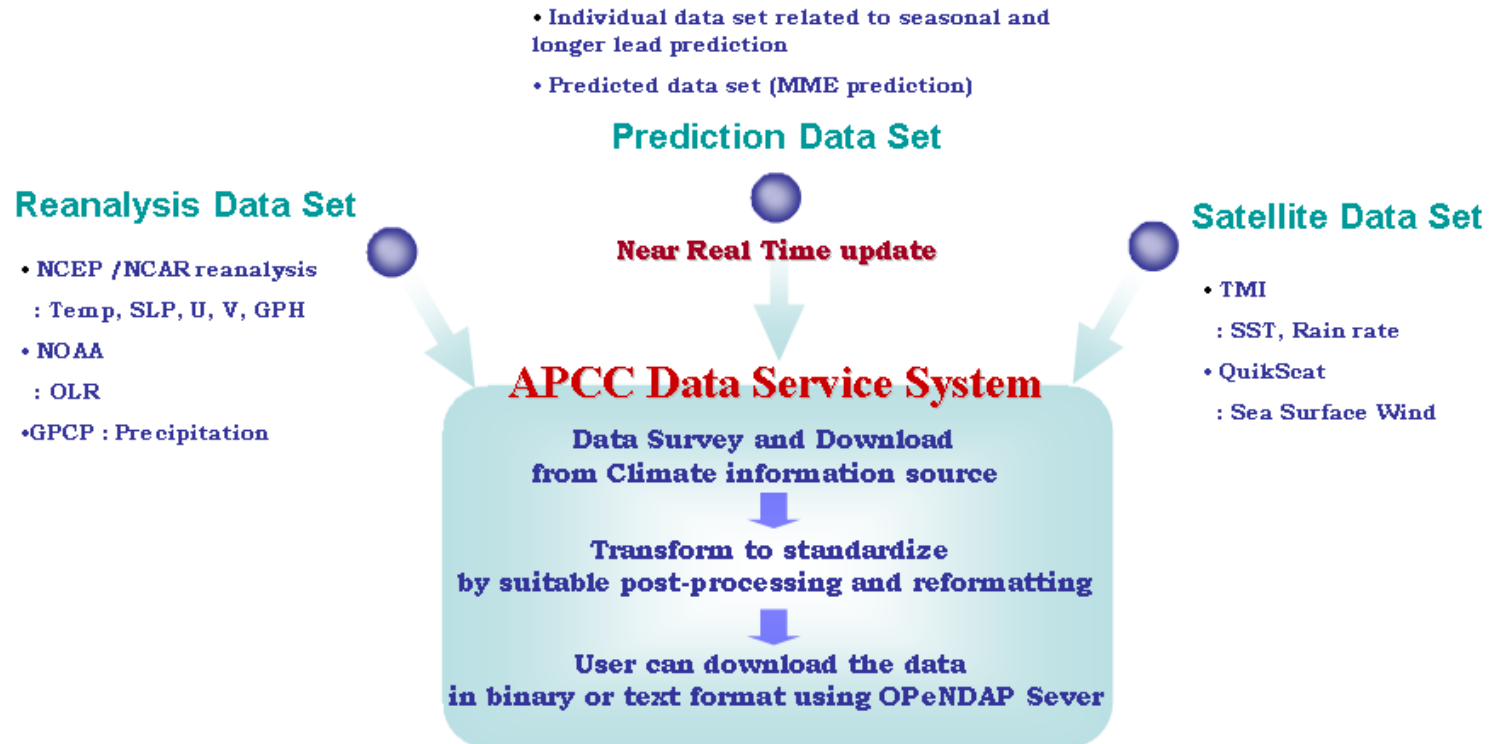 • Individual data set related to seasonal and
longer lead prediction
• Predicted data set (MME prediction)
Prediction Data Set
Near Real Time update
Reanalysis Data Set
• NCEP /NCAR reanalysis
: Temp, SLP, U, V, GPH
• NOAA
: OLR
•GPCP : Precipitation
Satellite Data Set
• TMI
: SST, Rain rate
• QuikScat
: Sea Surface Wind
APCC Data Service System
Data Survey and Download
from Climate information source
Transform to standardize
by suitable post-processing and reformatting
User can download the data
in binary or text format using OPeNDAP Sever